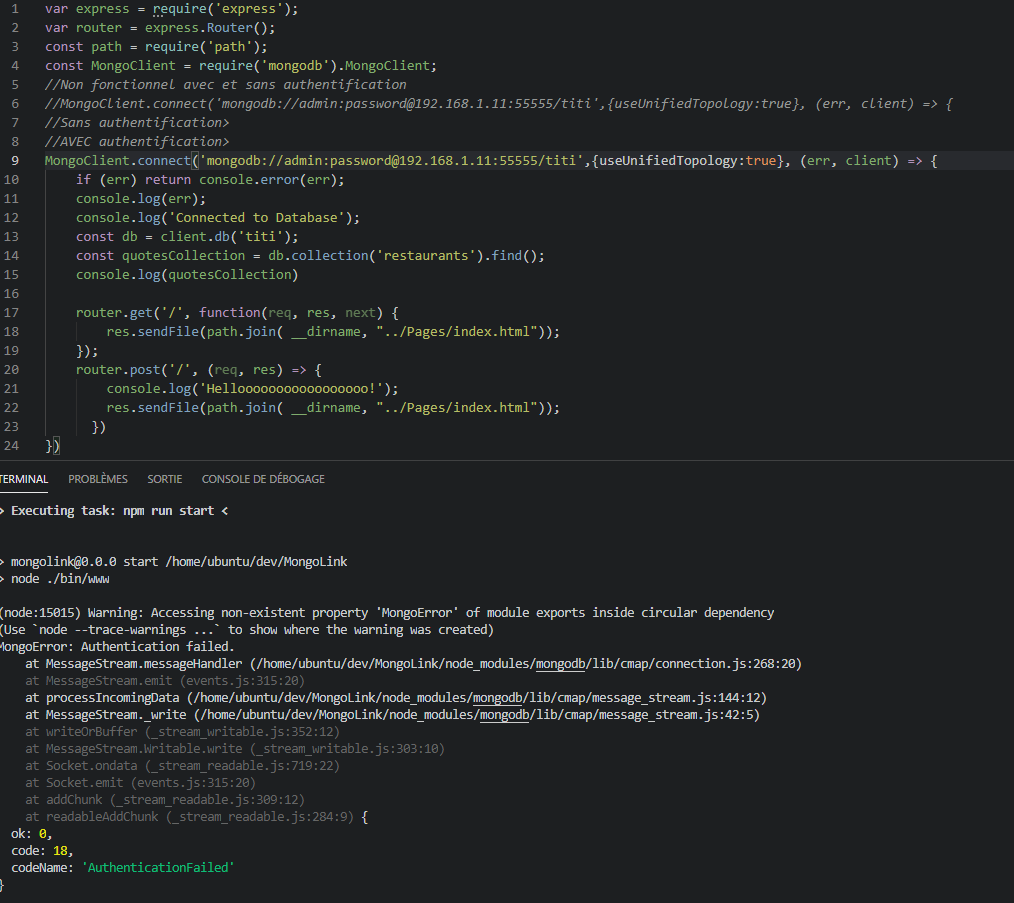 1 var express = require('express');
2 var router = express.Router();
3 const path = require('path');
4 const MongoClient = require('mongodb').MongoClient;
5 //Non fonctionnel avec et sans authentification
6 //MongoClient.connect('mongodb://admin:password@192.168.1.11:55555/titi',{useUnifiedTopology:true}, (err, client) => {
7 //Sans authentification>
8 //AVEC authentification>
9 MongoClient.connect('mongodb://admin:password@192.168.1.11:55555/titi',{useUnifiedTopology:true}, (err, client) => {
10     if (err) return console.error(err);
11     console.log(err);
12     console.log('Connected to Database');
13     const db = client.db('titi');
14     const quotesCollection = db.collection('restaurants').find();
15     console.log(quotesCollection)
16
17     router.get('/', function(req, res, next) {
18         res.sendFile(path.join( __dirname, "../Pages/index.html"));
19     });
20     router.post('/', (req, res) => {
21         console.log('Hellooooooooooooooooo!');
22         res.sendFile(path.join( __dirname, "../Pages/index.html"));
23       })
24 })
TERMINAL PROBLÈMES SORTIE CONSOLE DE DÉBOGAGE
> Executing task: npm run start <
> mongolink@0.0.0 start /home/ubuntu/dev/MongoLink
> node ./bin/www
(node:15015) Warning: Accessing non-existent property 'MongoError' of module exports inside circular dependency
(Use `node --trace-warnings ...` to show where the warning was created)
MongoError: Authentication failed.
    at MessageStream.messageHandler (/home/ubuntu/dev/MongoLink/node_modules/mongodb/lib/cmap/connection.js:268:20)
    at MessageStream.emit (events.js:315:20)
    at processIncomingData (/home/ubuntu/dev/MongoLink/node_modules/mongodb/lib/cmap/message_stream.js:144:12)
    at MessageStream._write (/home/ubuntu/dev/MongoLink/node_modules/mongodb/lib/cmap/message_stream.js:42:5)
    at writeOrBuffer (_stream_writable.js:352:12)
    at MessageStream.Writable.write (_stream_writable.js:303:10)
    at Socket.ondata (_stream_readable.js:719:22)
    at Socket.emit (events.js:315:20)
    at addChunk (_stream_readable.js:309:12)
    at readableAddChunk (_stream_readable.js:284:9) {
  ok: 0,
  code: 18,
  codeName: 'AuthenticationFailed'
}